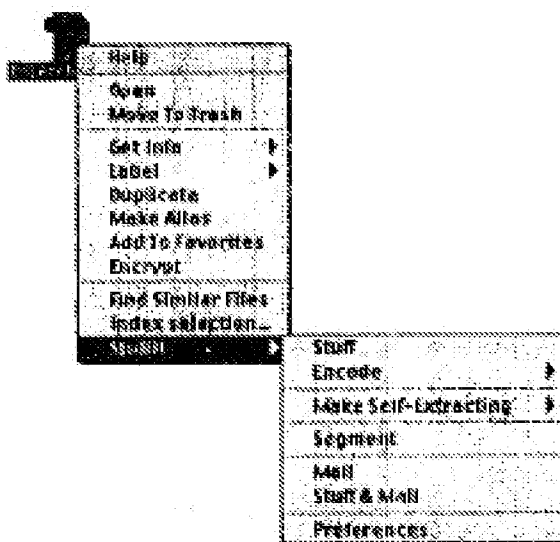 Help
Open
Move To Trash
Get Info
Label
Duplicate
Make Alias
Add To Favorites
Encrypt
Find Similar Files
Index selection...
StuffIt
Stuff
Encode
Make Self-Extracting
Segment
Mail
Stuff & Mail
Preferences